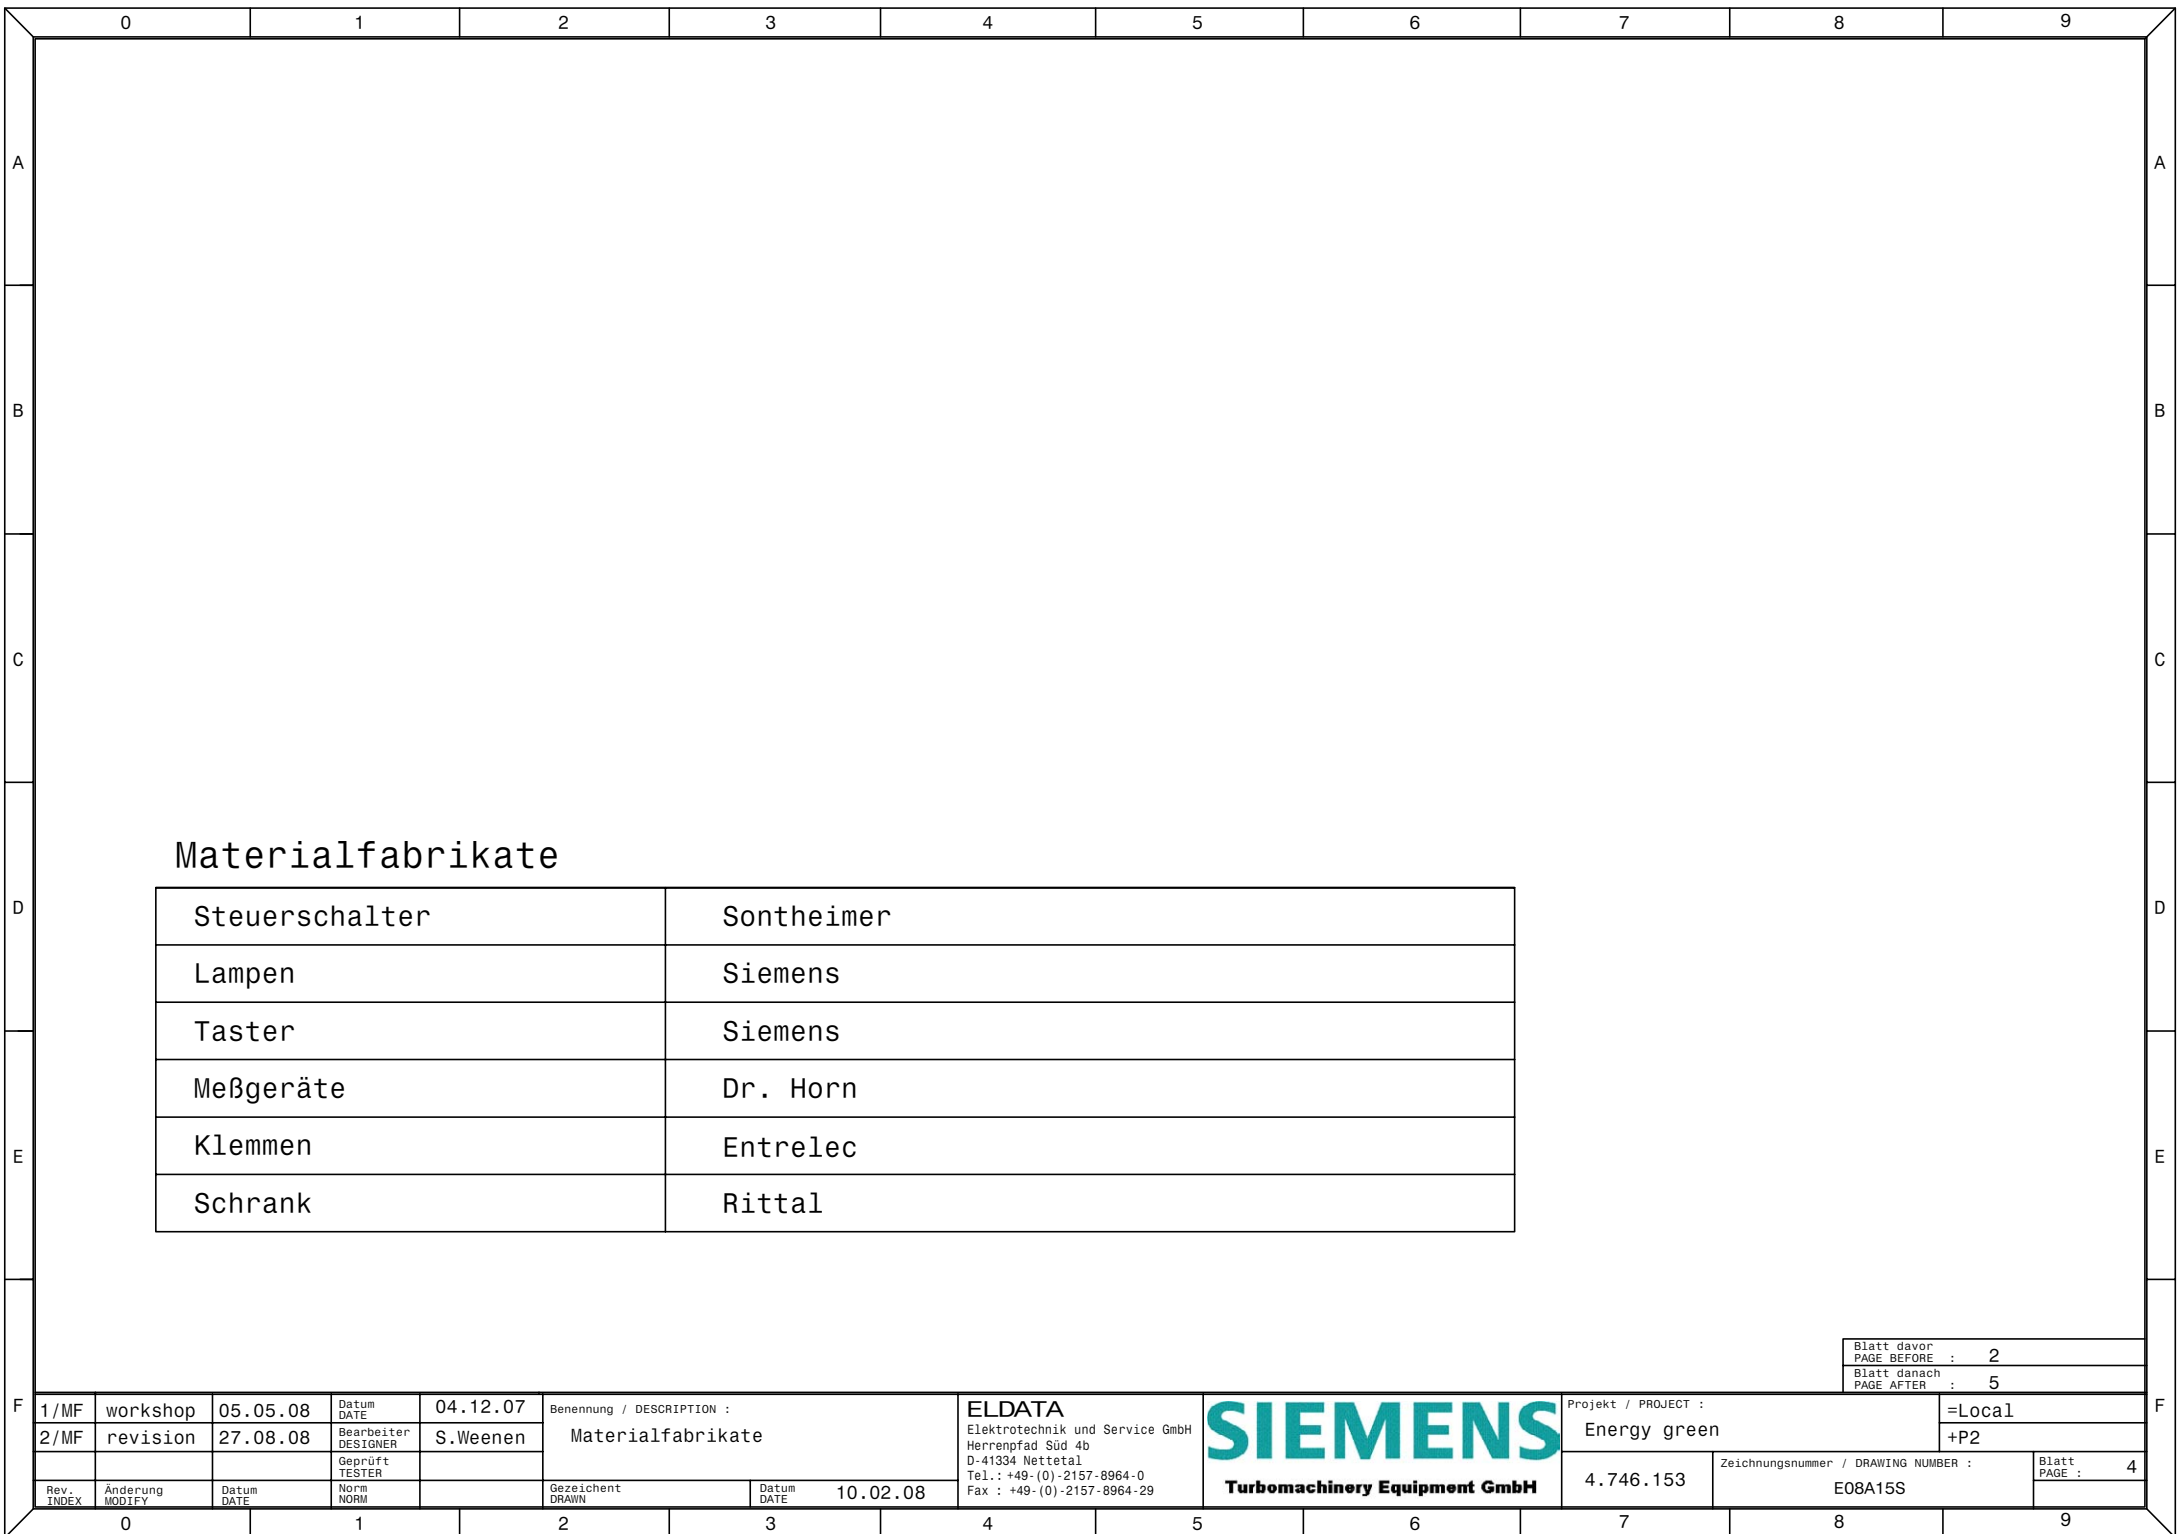 0 1 2 3 4 5 6 7 8 9
A A
B B
C C
D D
E E
F F
Materialfabrikate
Steuerschalter Sontheimer
Lampen Siemens
Taster Siemens
Meßgeräte Dr. Horn
Klemmen Entrelec
Schrank Rittal
Blatt davor
PAGE BEFORE : 2
Blatt danach
PAGE AFTER : 5
1/MF workshop 05.05.08
2/MF revision 27.08.08
Rev.
INDEX
Änderung
MODIFY
Datum
DATE
Datum
DATE
04.12.07
Bearbeiter
DESIGNER
S.Weenen
Geprüft
TESTER
Norm
NORM
Benennung / DESCRIPTION :
Materialfabrikate
Gezeichent
DRAWN
Datum
DATE
10.02.08
ELDATA
Elektrotechnik und Service GmbH
Herrenpfad Süd 4b
D-41334 Nettetal
Tel.: +49-(0)-2157-8964-0
Fax : +49-(0)-2157-8964-29
SIEMENS
Turbomachinery Equipment GmbH
Projekt / PROJECT :
Energy green
=Local
+P2
4.746.153
Zeichnungsnummer / DRAWING NUMBER :
E08A15S
Blatt
PAGE : 4
0 1 2 3 4 5 6 7 8 9